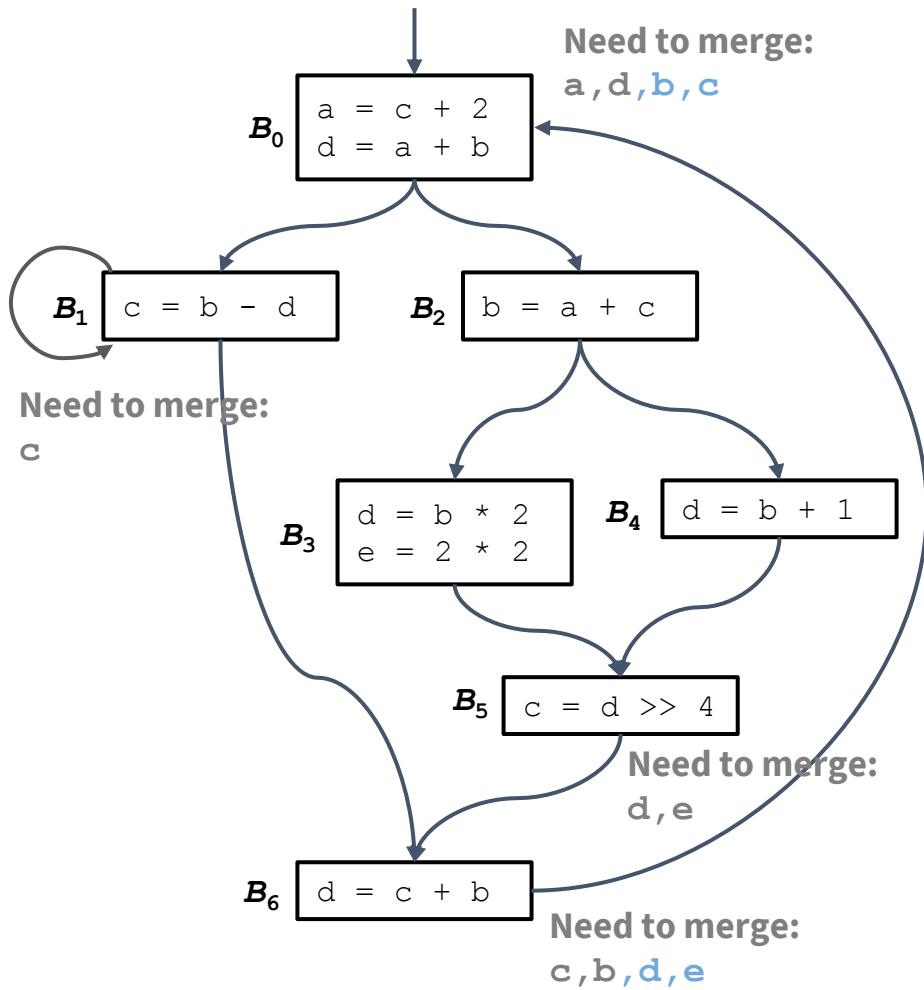 Need to merge:
a,d,b,c
B0
a = c + 2
d = a + b
B1
c = b - d
B2
b = a + c
Need to merge:
c
B3
d = b * 2
e = 2 * 2
B4
d = b + 1
B5
c = d >> 4
Need to merge:
d,e
B6
d = c + b
Need to merge:
c,b,d,e